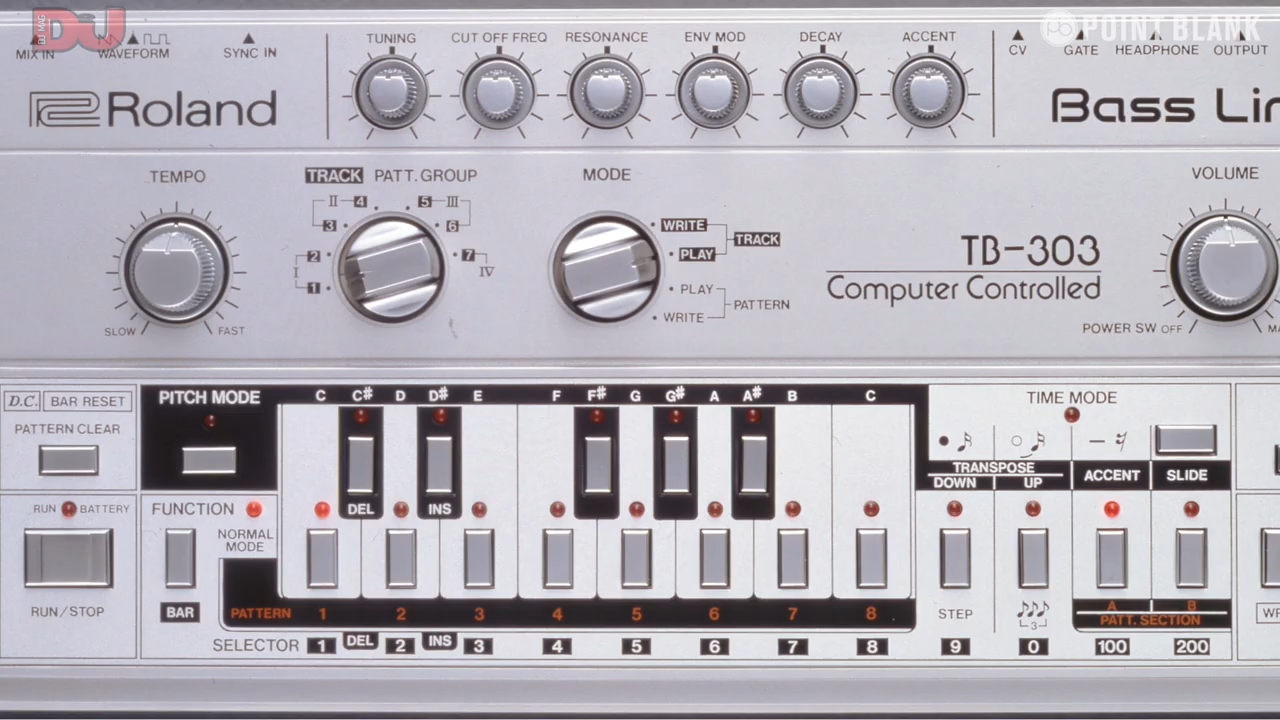 DJ MAG
POINT BLANK
MIX IN WAVEFORM SYNC IN
TUNING CUT OFF FREQ RESONANCE ENV MOD DECAY ACCENT
CV GATE HEADPHONE OUTPUT
Roland
Bass Lin
TEMPO
SLOW FAST
TRACK PATT. GROUP
II 4 5 III
3 6
2 7
I IV
1
MODE
WRITE
PLAY
TRACK
PLAY
WRITE
PATTERN
TB-303
Computer Controlled
VOLUME
POWER SW OFF MA
D.C. BAR RESET
PATTERN CLEAR
RUN BATTERY
RUN/STOP
PITCH MODE
C C# D D# E F F# G G# A A# B C
DEL INS
FUNCTION
NORMAL
MODE
BAR
PATTERN 1 2 3 4 5 6 7 8
SELECTOR 1 DEL 2 INS 3 4 5 6 7 8 9 0 100 200
TIME MODE
TRANSPOSE
DOWN UP ACCENT SLIDE
STEP
3
A B
PATT. SECTION
WR